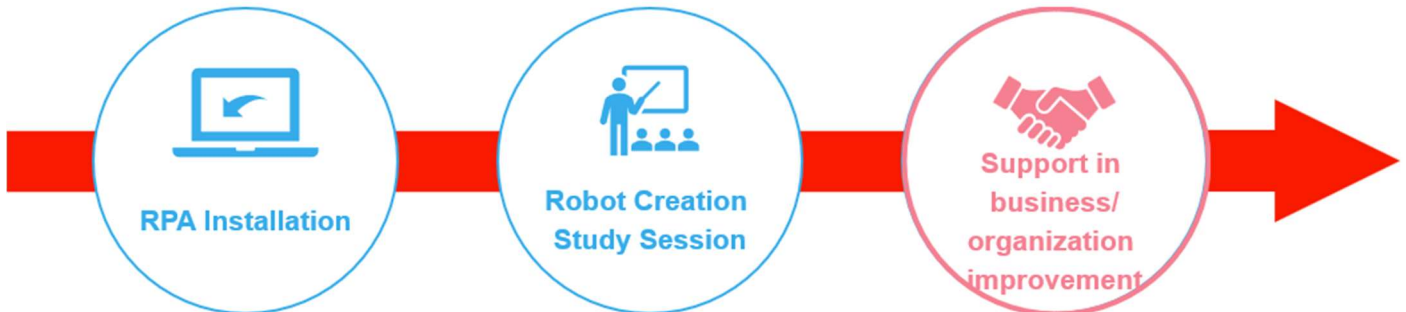 RPA Installation
Robot Creation
Study Session
Support in
business/
organization
improvement